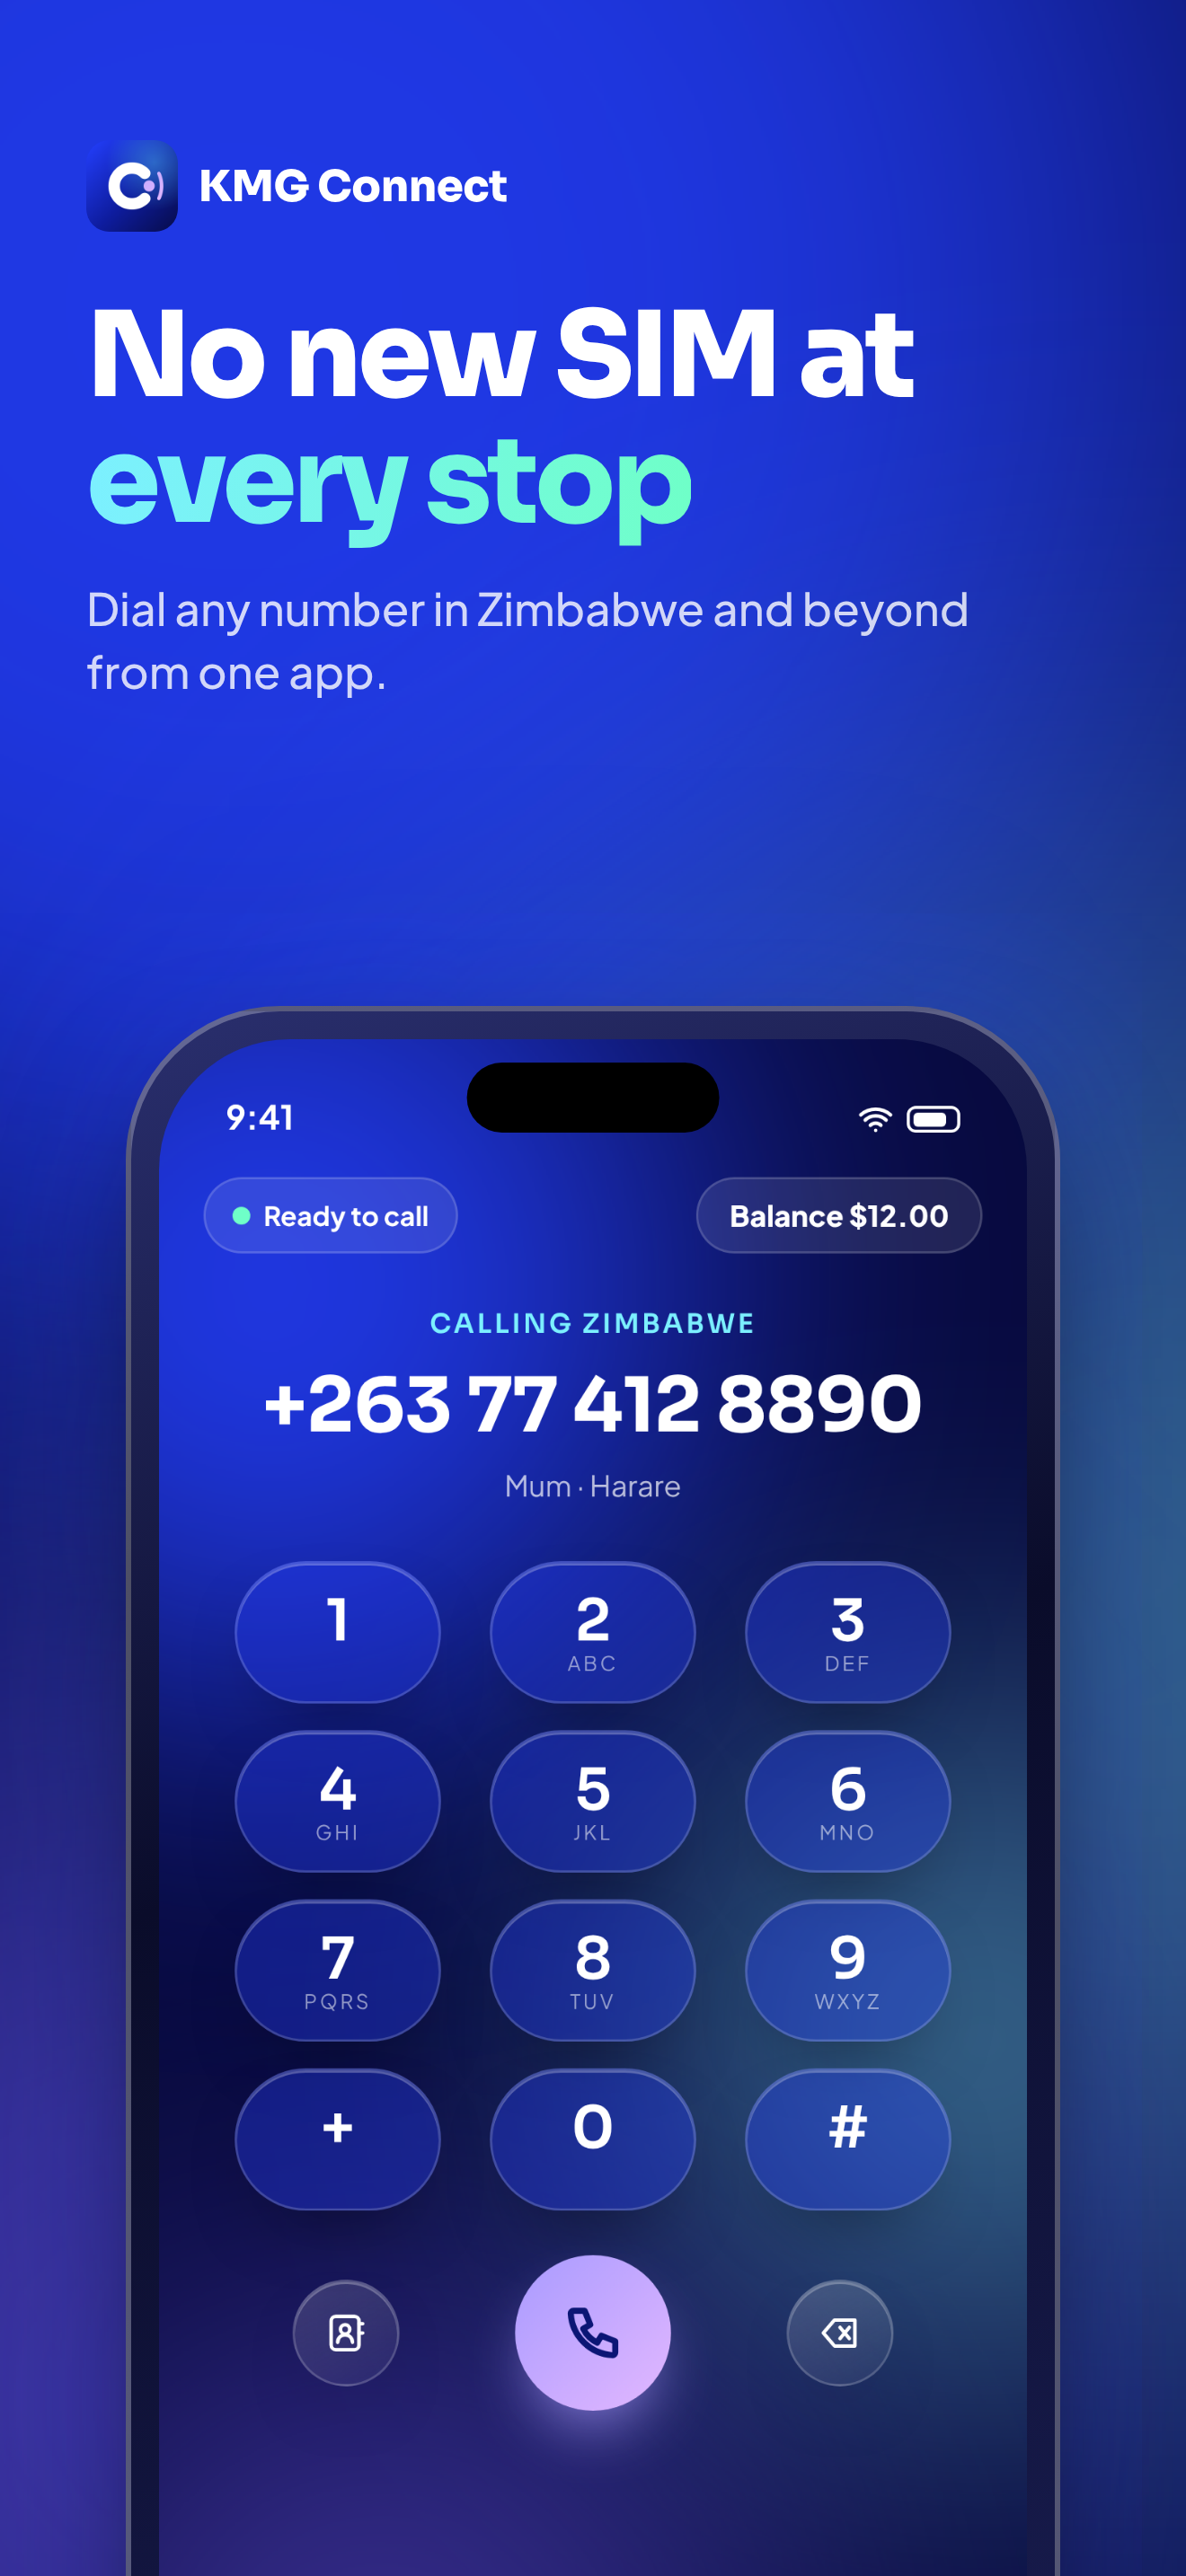 KMG Connect
No new SIM at
every stop
Dial any number in Zimbabwe and beyond
from one app.
9:41
Ready to call
Balance $12.00
CALLING ZIMBABWE
+263 77 412 8890
Mum · Harare
1
2
3
ABC
DEF
4
5
6
GHI
JKL
MNO
7
8
9
PQRS
TUV
WXYZ
+
0
#